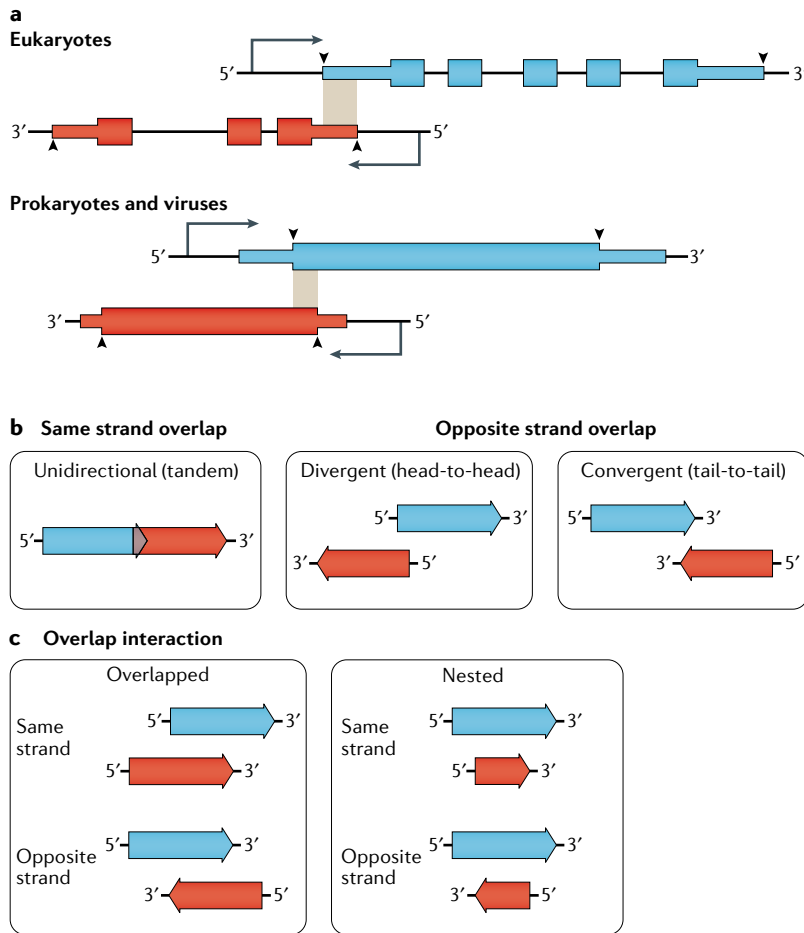 a
Eukaryotes
5′ 3′
3′ 5′
Prokaryotes and viruses
5′ 3′
3′ 5′
b Same strand overlap Opposite strand overlap
Unidirectional (tandem) Divergent (head-to-head) Convergent (tail-to-tail)
5′ 3′ 5′ 3′
5′ 3′
3′ 5′ 3′ 5′
c Overlap interaction
Overlapped Nested
Same
strand
5′ 3′
5′ 3′
Opposite
strand
5′ 3′
3′ 5′
Same
strand
5′ 3′
5′ 3′
Opposite
strand
5′ 3′
3′ 5′